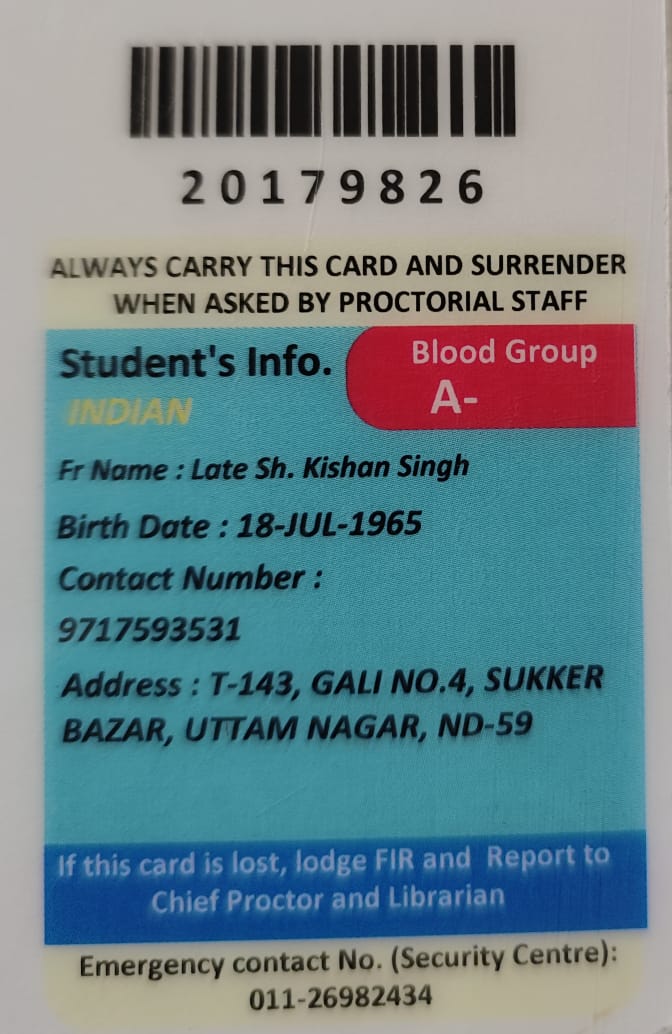 20179826
ALWAYS CARRY THIS CARD AND SURRENDER
WHEN ASKED BY PROCTORIAL STAFF
Student's Info.
Blood Group
A-
INDIAN
Fr Name : Late Sh. Kishan Singh
Birth Date : 18-JUL-1965
Contact Number :
9717593531
Address : T-143, GALI NO.4, SUKKER
BAZAR, UTTAM NAGAR, ND-59
If this card is lost, lodge FIR and Report to
Chief Proctor and Librarian
Emergency contact No. (Security Centre):
011-26982434